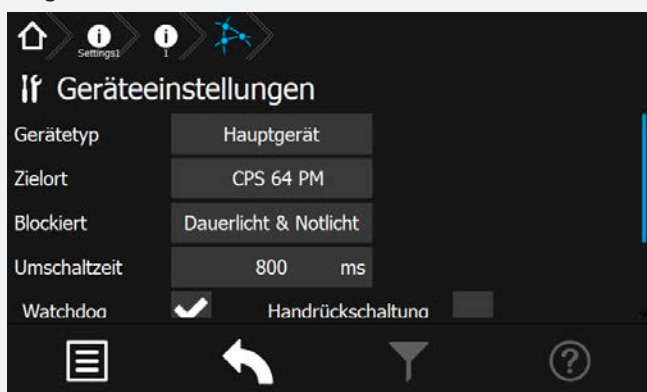 Settings1
1
Geräteeinstellungen
Gerätetyp Hauptgerät
Zielort CPS 64 PM
Blockiert Dauerlicht & Notlicht
Umschaltzeit 800 ms
Watchdog Handrückschaltung